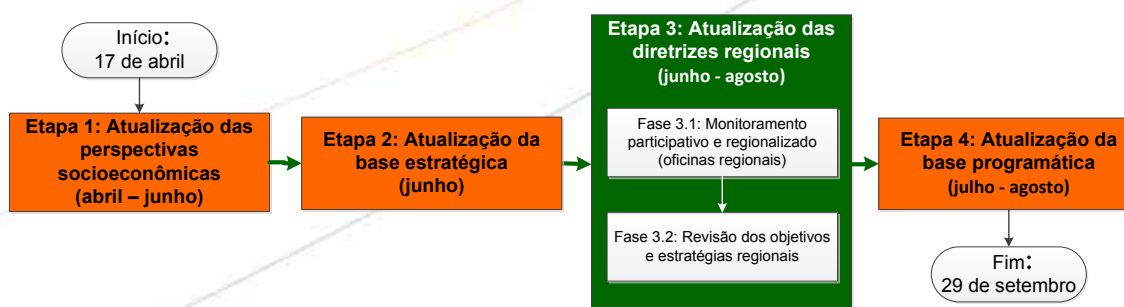 Início:
17 de abril
Etapa 1: Atualização das
perspectivas
socioeconômicas
(abril – junho)
Etapa 2: Atualização da
base estratégica
(junho)
Etapa 3: Atualização das
diretrizes regionais
(junho - agosto)
Fase 3.1: Monitoramento
participativo e regionalizado
(oficinas regionais)
Fase 3.2: Revisão dos objetivos
e estratégias regionais
Etapa 4: Atualização da
base programática
(julho - agosto)
Fim:
29 de setembro